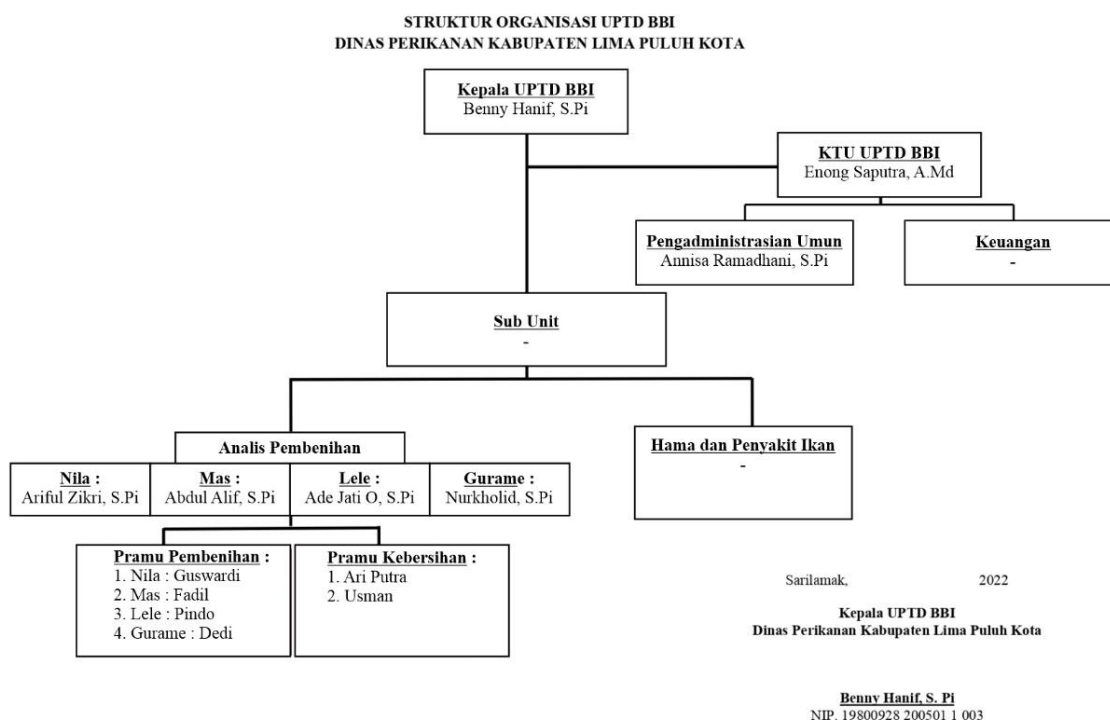 STRUKTUR ORGANISASI UPTD BBI
DINAS PERIKANAN KABUPATEN LIMA PULUH KOTA
Kepala UPTD BBI
Benny Hanif, S.Pi
KTU UPTD BBI
Enong Saputra, A.Md
Pengadministrasian Umun
Annisa Ramadhani, S.Pi
Keuangan
-
Sub Unit
-
Analis Pembenihan
Nila :
Ariful Zikri, S.Pi
Mas :
Abdul Alif, S.Pi
Lele :
Ade Jati O, S.Pi
Gurame :
Nurkholid, S.Pi
Hama dan Penyakit Ikan
-
Pramu Pembenihan :
1. Nila : Guswardi
2. Mas : Fadil
3. Lele : Pindo
4. Gurame : Dedi
Pramu Kebersihan :
1. Ari Putra
2. Usman
Sarilamak, 2022
Kepala UPTD BBI
Dinas Perikanan Kabupaten Lima Puluh Kota
Benny Hanif, S. Pi
NIP. 19800928 200501 1 003